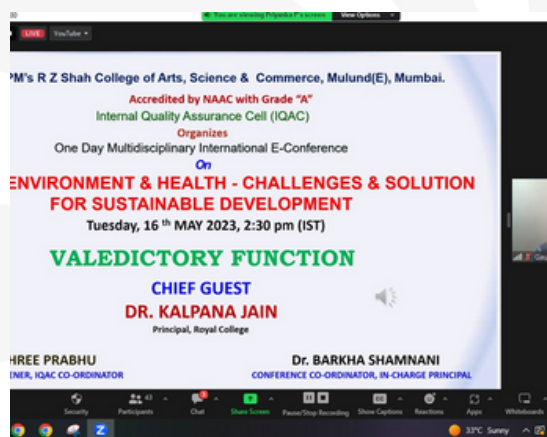 You are viewing Priyanka P's screen View Options
LIVE YouTube
PM's R Z Shah College of Arts, Science & Commerce, Mulund(E), Mumbai.
Accredited by NAAC with Grade “A”
Internal Quality Assurance Cell (IQAC)
Organizes
One Day Multidisciplinary International E-Conference
On
ENVIRONMENT & HEALTH - CHALLENGES & SOLUTION
FOR SUSTAINABLE DEVELOPMENT
Tuesday, 16 th MAY 2023, 2:30 pm (IST)
VALEDICTORY FUNCTION
CHIEF GUEST
DR. KALPANA JAIN
Principal, Royal College
HREE PRABHU Dr. BARKHA SHAMNANI
ENER, IQAC CO-ORDINATOR CONFERENCE CO-ORDINATOR, IN-CHARGE PRINCIPAL
43
Security Participants Chat Share Screen Pause/Stop Recording Show Captions Reactions Apps Whiteboards
33°C Sunny